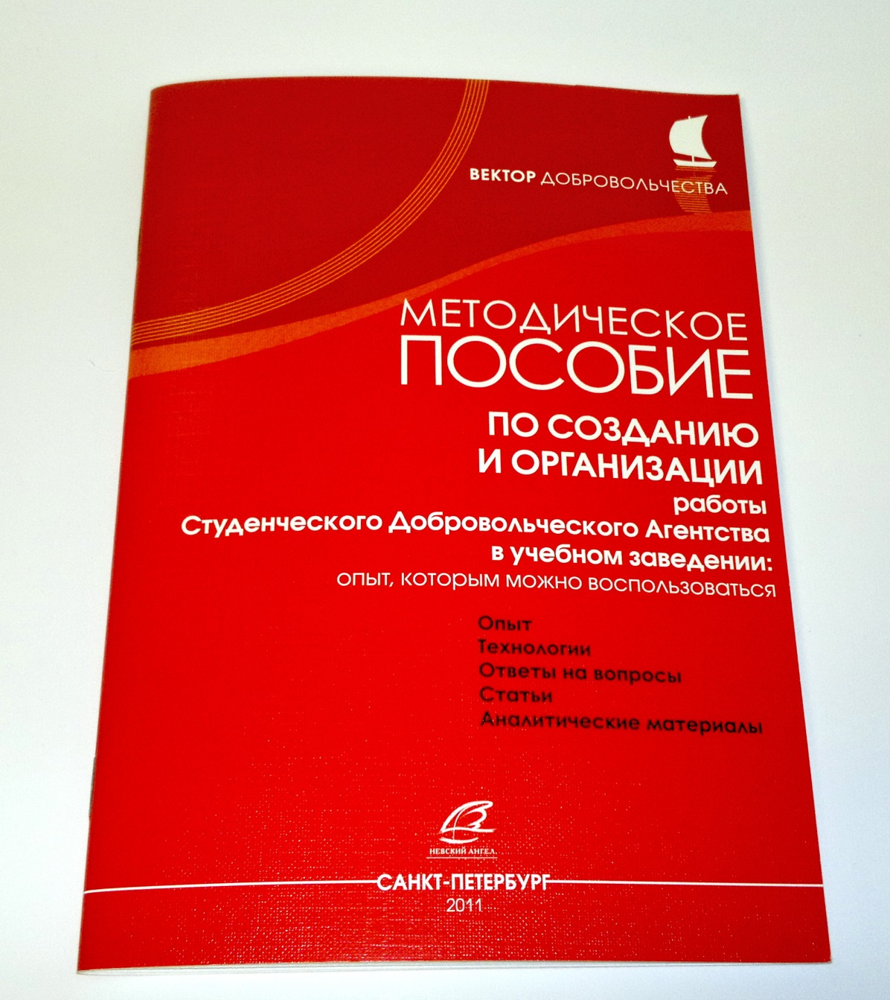 ВЕКТОР ДОБРОВОЛЬЧЕСТВА
МЕТОДИЧЕСКОЕ
ПОСОБИЕ
ПО СОЗДАНИЮ
И ОРГАНИЗАЦИИ
работы
Студенческого Добровольческого Агентства
в учебном заведении:
опыт, которым можно воспользоваться
Опыт
Технологии
Ответы на вопросы
Статьи
Аналитические материалы
НЕВСКИЙ АНГЕЛ
САНКТ-ПЕТЕРБУРГ
2011